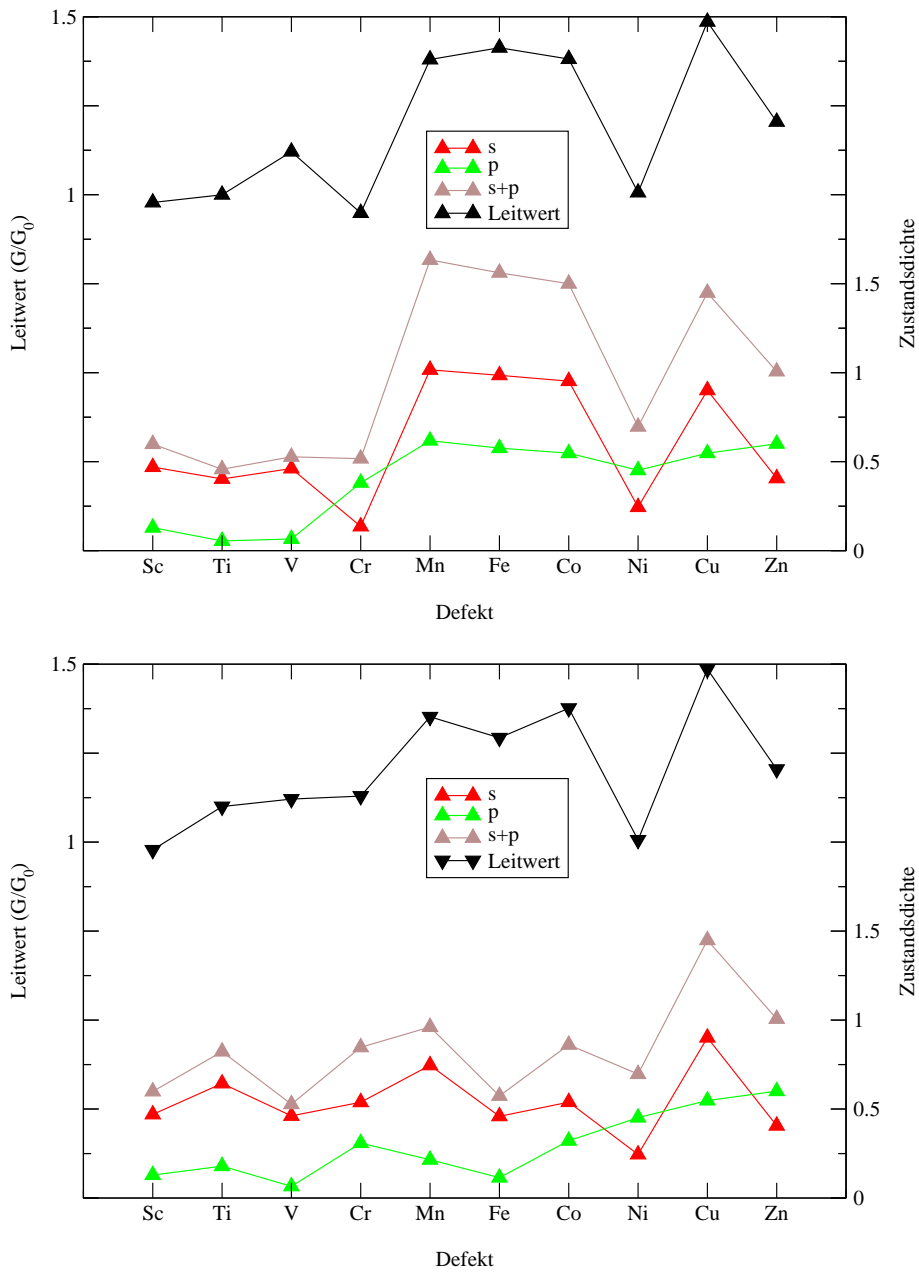 1.5
s
p
s+p
Leitwert
1
Leitwert (G/G0)
Zustandsdichte
1.5
1
0.5
0
Sc Ti V Cr Mn Fe Co Ni Cu Zn
Defekt
1.5
s
p
s+p
Leitwert
1
Leitwert (G/G0)
Zustandsdichte
1.5
1
0.5
0
Sc Ti V Cr Mn Fe Co Ni Cu Zn
Defekt